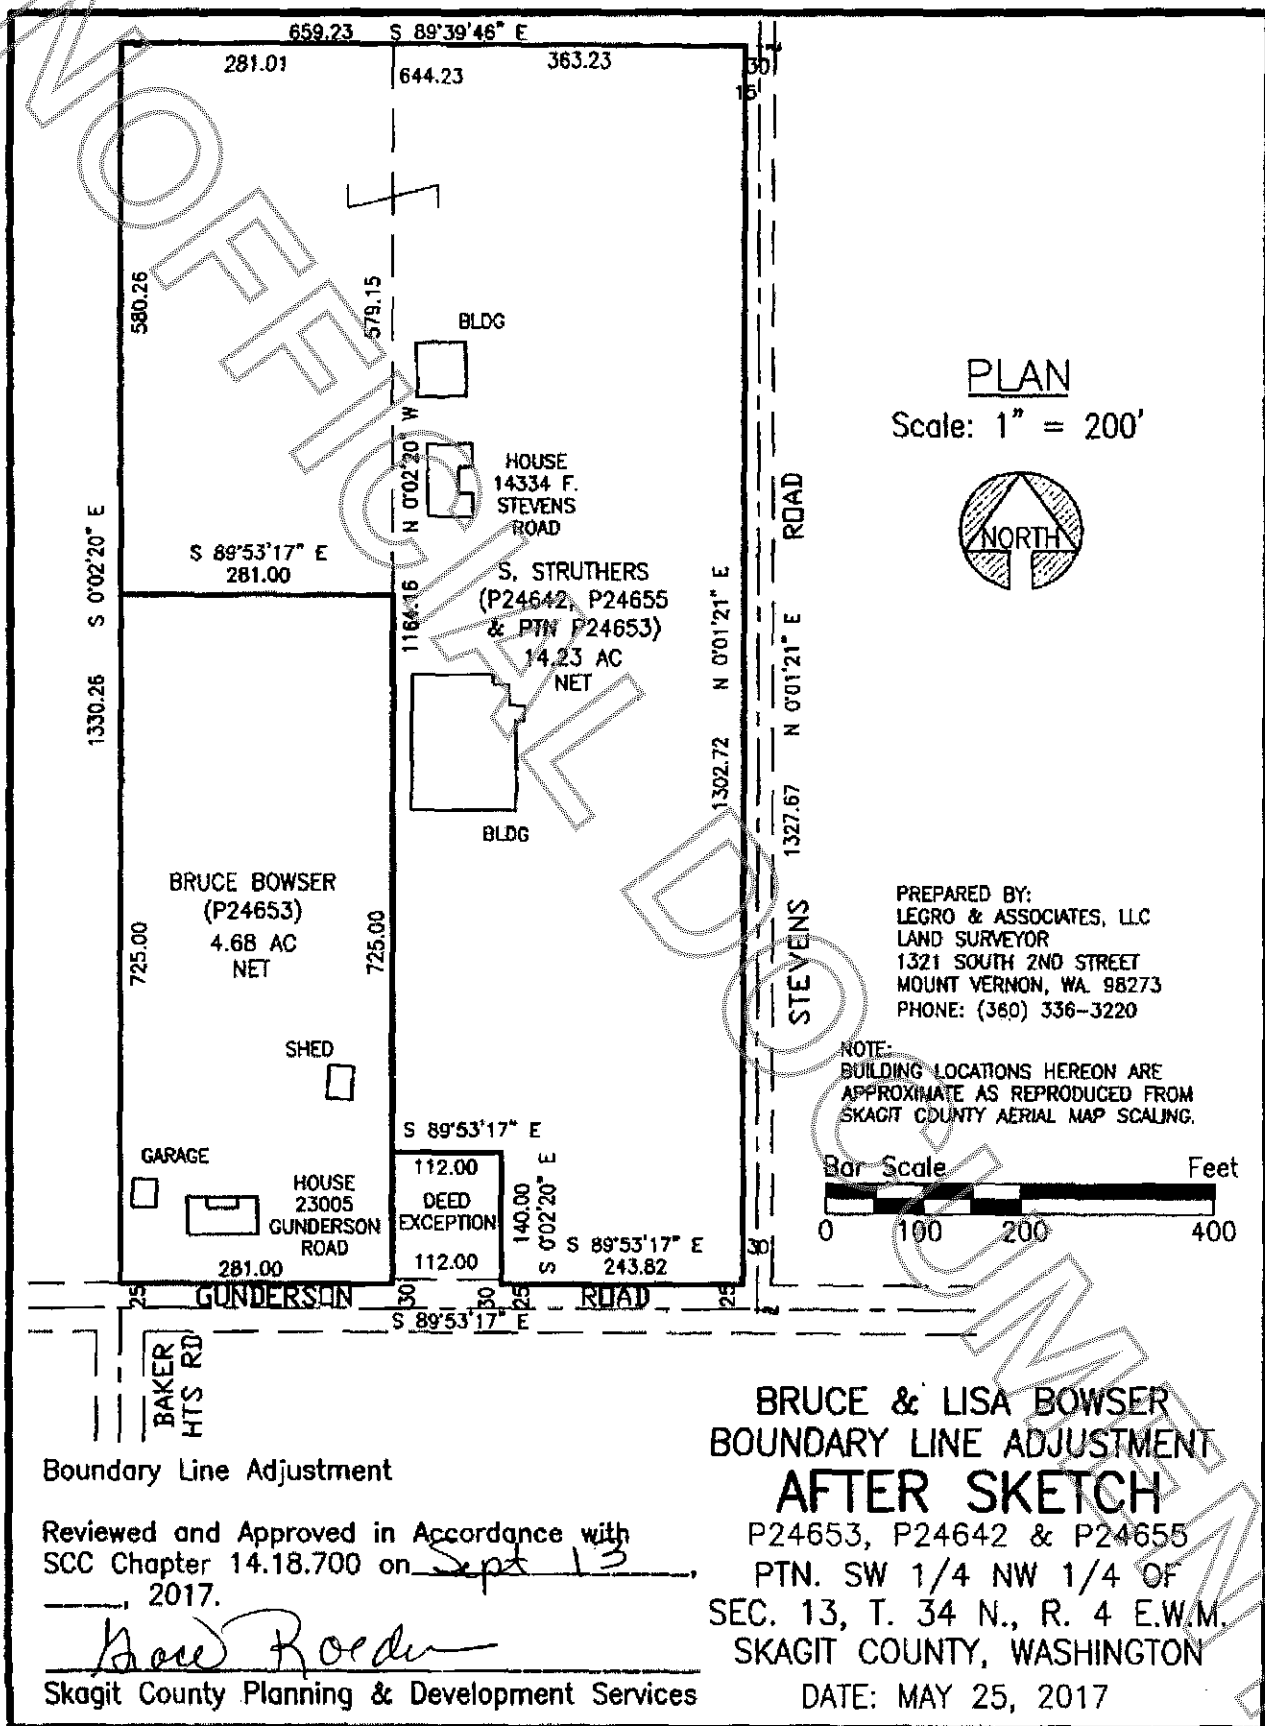 659.23 S 89°39'46" E
281.01
644.23
363.23
30
15
580.26
579.15
BLDG
N 0°02'20" W
HOUSE
14334 F.
STEVENS
ROAD
PLAN
Scale: 1" = 200'
NORTH
S 0°02'20" E
1330.26
S 89°53'17" E
281.00
1164.16
S. STRUTHERS
(P24642, P24655
& PTN P24653)
14.23 AC
NET
N 0°01'21" E
1302.72
N 0°01'21" E
1327.67
STEVENS ROAD
BLDG
BRUCE BOWSER
(P24653)
4.68 AC
NET
725.00
725.00
PREPARED BY:
LEGRO & ASSOCIATES, LLC
LAND SURVEYOR
1321 SOUTH 2ND STREET
MOUNT VERNON, WA. 98273
PHONE: (360) 336-3220
NOTE:
BUILDING LOCATIONS HEREON ARE
APPROXIMATE AS REPRODUCED FROM
SKAGIT COUNTY AERIAL MAP SCALING.
SHED
S 89°53'17" E
112.00
GARAGE
HOUSE
23005
GUNDERSON
ROAD
DEED
EXCEPTION
140.00
S 0°02'20" E
Bar Scale Feet
0 100 200 400
281.00
112.00
S 89°53'17" E
243.82
30
25
GUNDERSON
30
30
25
ROAD
25
S 89°53'17" E
BAKER
HTS RD
Boundary Line Adjustment
Reviewed and Approved in Accordance with
SCC Chapter 14.18.700 on Sept 13,
____, 2017.
Roeder
Skagit County Planning & Development Services
BRUCE & LISA BOWSER
BOUNDARY LINE ADJUSTMENT
AFTER SKETCH
P24653, P24642 & P24655
PTN. SW 1/4 NW 1/4 OF
SEC. 13, T. 34 N., R. 4 E.W.M.
SKAGIT COUNTY, WASHINGTON
DATE: MAY 25, 2017
UNOFFICIAL DOCUMENT